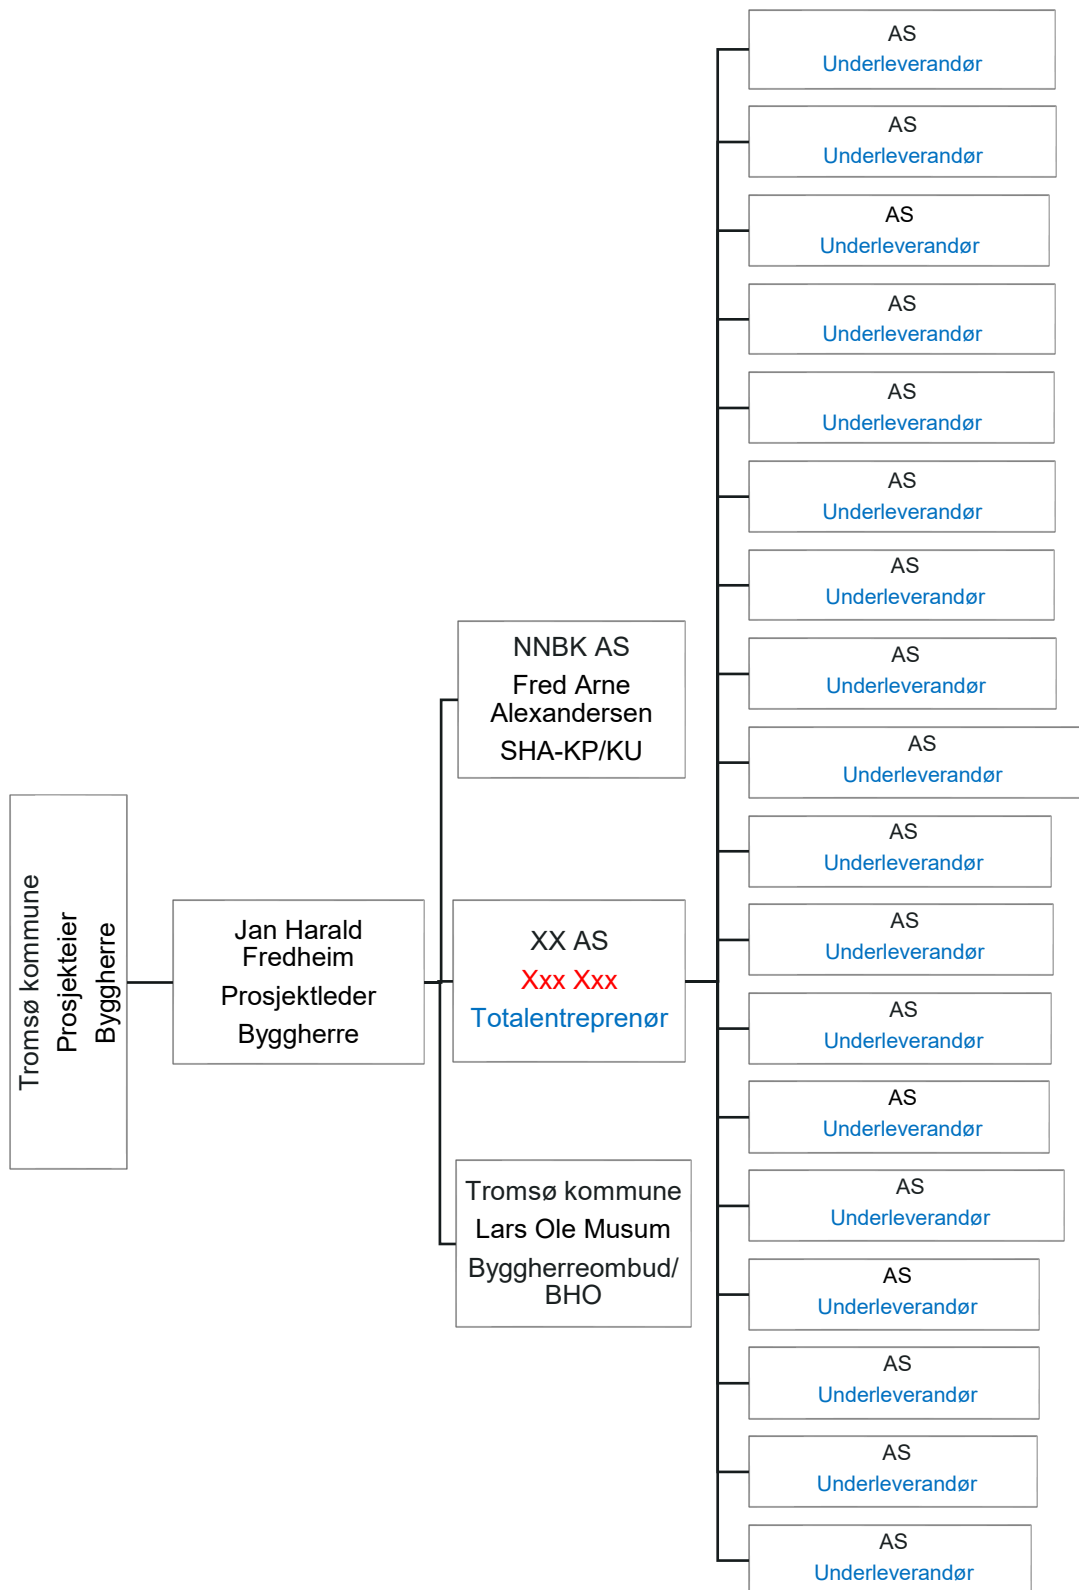 Tromsø kommune
Prosjekteier
Byggherre
Jan Harald
Fredheim
Prosjektleder
Byggherre
NNBK AS
Fred Arne
Alexandersen
SHA-KP/KU
XX AS
Xxx Xxx
Totalentreprenør
Tromsø kommune
Lars Ole Musum
Byggherreombud/
BHO
AS
Underleverandør
AS
Underleverandør
AS
Underleverandør
AS
Underleverandør
AS
Underleverandør
AS
Underleverandør
AS
Underleverandør
AS
Underleverandør
AS
Underleverandør
AS
Underleverandør
AS
Underleverandør
AS
Underleverandør
AS
Underleverandør
AS
Underleverandør
AS
Underleverandør
AS
Underleverandør
AS
Underleverandør
AS
Underleverandør